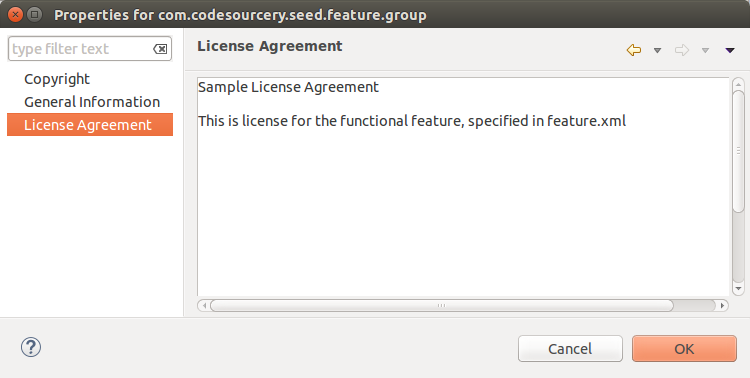 Properties for com.codesourcery.seed.feature.group
type filter text
Copyright
General Information
License Agreement
License Agreement
Sample License Agreement
This is license for the functional feature, specified in feature.xml
?
Cancel
OK